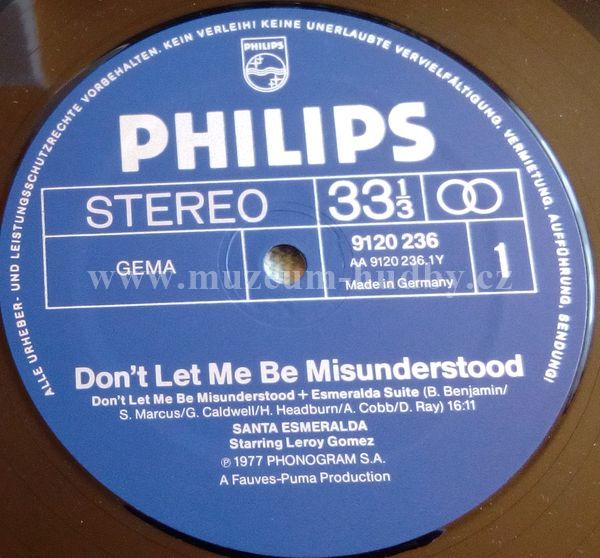 ALLE URHEBER- UND LEISTUNGSSCHUTZRECHTE VORBEHALTEN. KEIN VERLEIH! KEINE UNERLAUBTE VERVIELFÄLTIGUNG, VERMIETUNG, AUFFÜHRUNG, SENDUNG!
PHILIPS
PHILIPS
STEREO 33 1/3
GEMA 9120 236 1
AA 9120 236.1Y
Made in Germany
www.muzeum-hudby.cz
Don't Let Me Be Misunderstood
Don't Let Me Be Misunderstood + Esmeralda Suite (B. Benjamin/
S. Marcus/G. Caldwell/H. Headburn/A. Cobb/D. Ray) 16:11
SANTA ESMERALDA
Starring Leroy Gomez
℗ 1977 PHONOGRAM S.A.
A Fauves-Puma Production